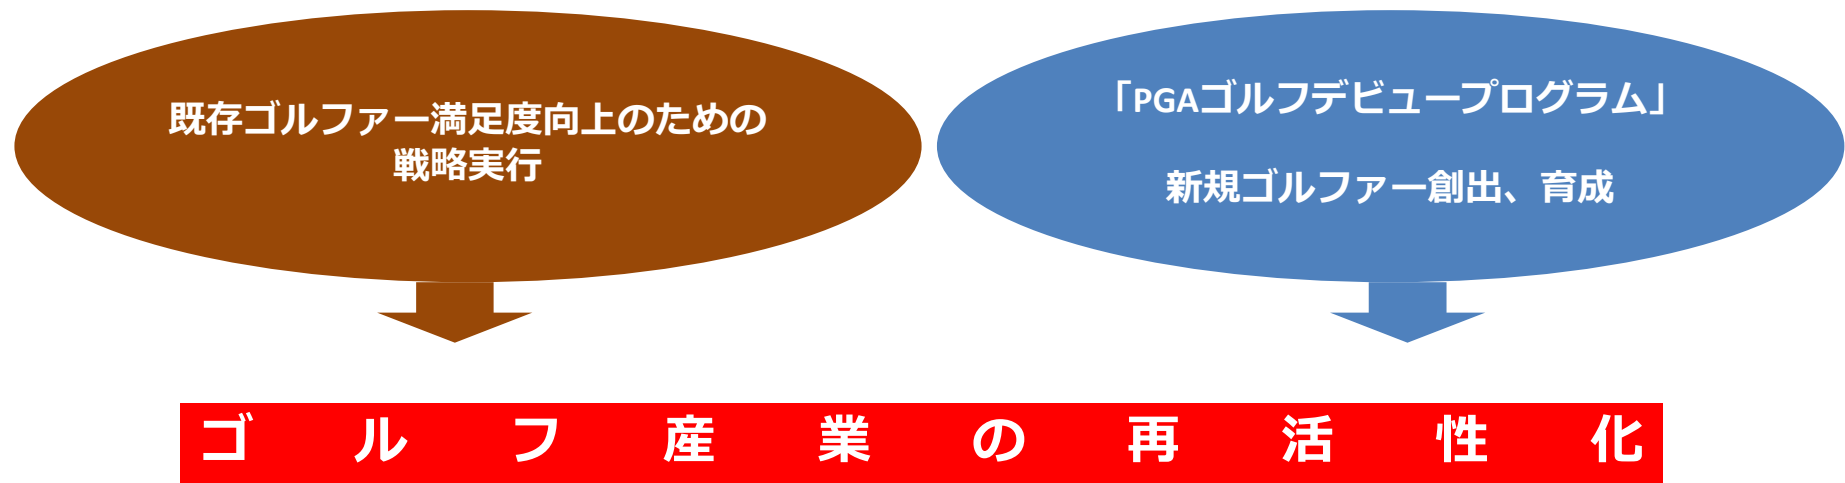 既存ゴルファー満足度向上のための
戦略実行
「PGAゴルフデビュープログラム」
新規ゴルファー創出、育成
ゴルフ産業の再活性化